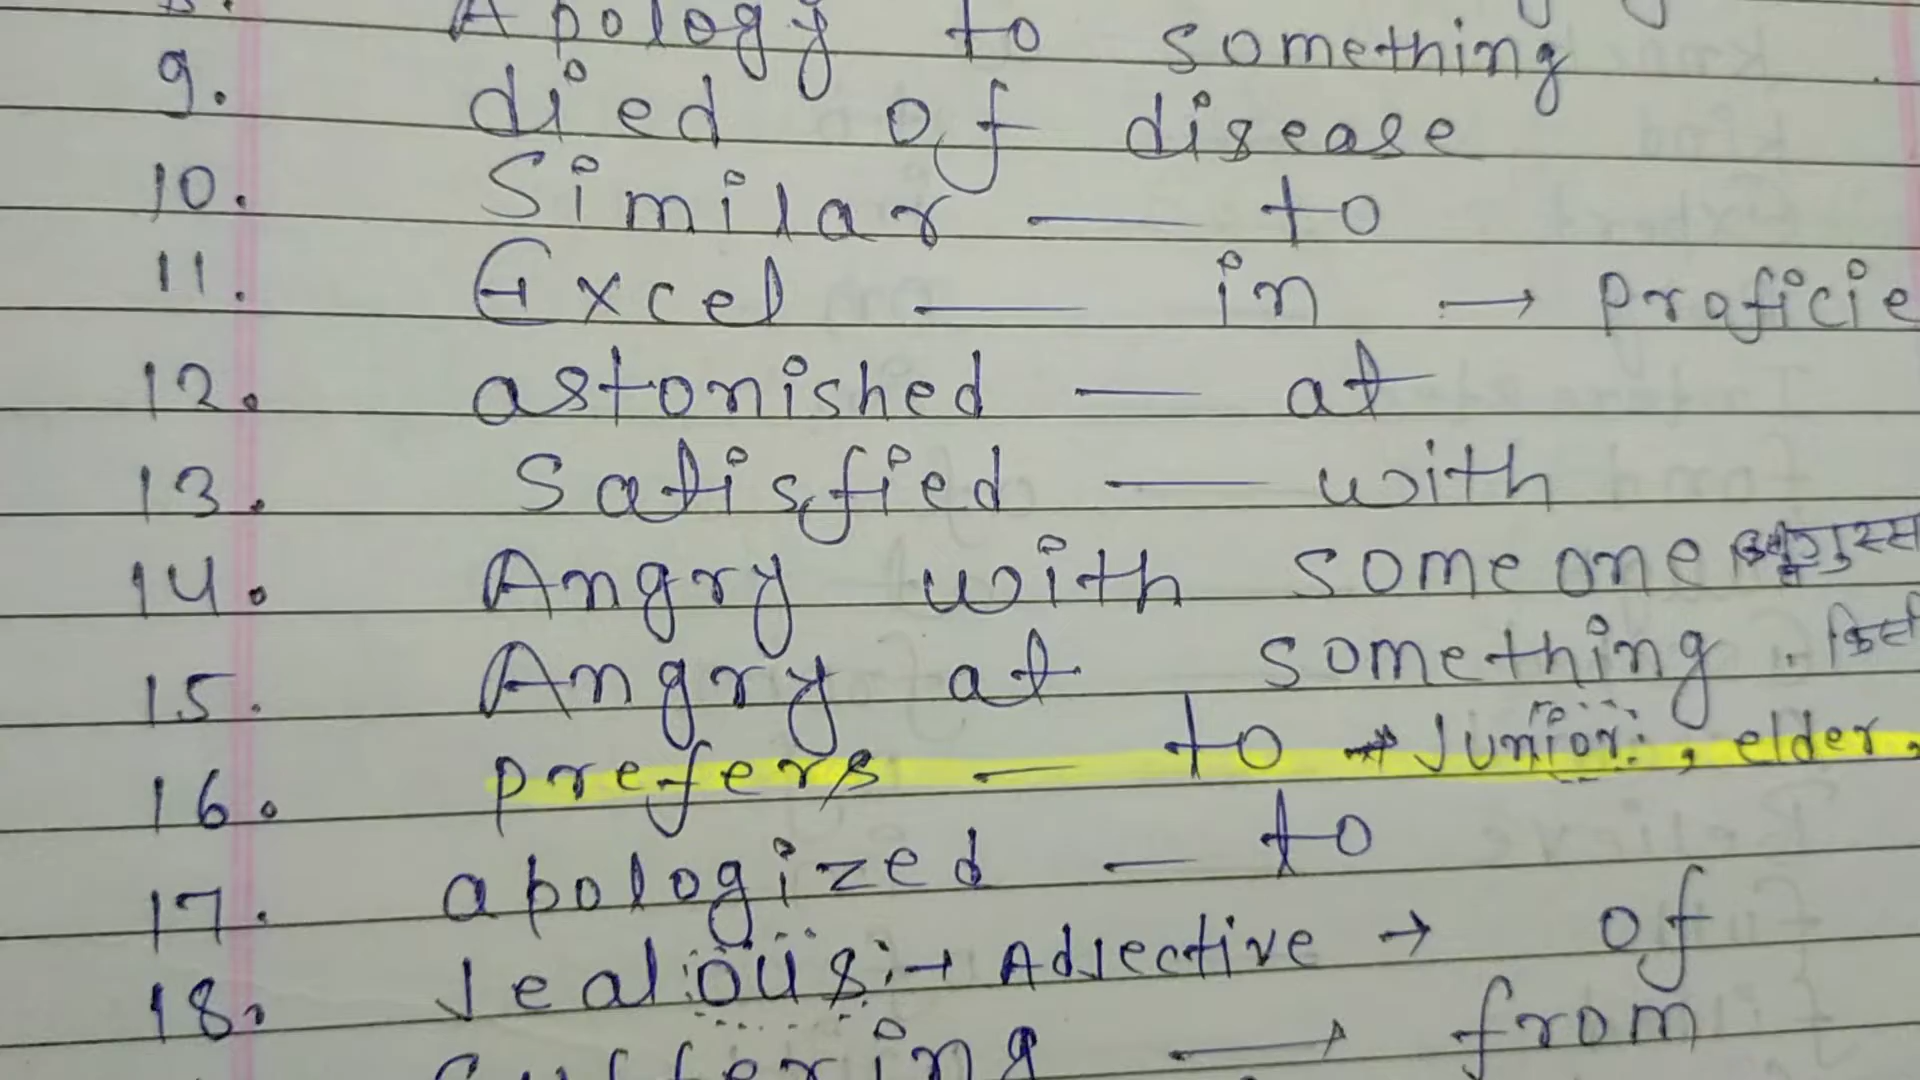 Apology to something
9. died of disease
10. Similar — to
11. Excel — in → proficie
12. astonished — at
13. Satisfied — with
14. Angry with someone गुस्स
15. Angry at something.
16. prefers — to → Junior, elder,
17. apologized — to
18. Jealous → Adjective → of
Suffering → from